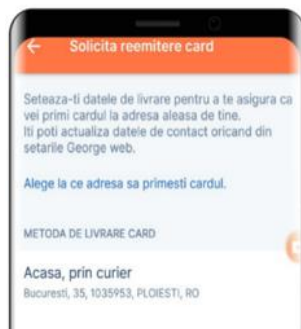 Solicita reemitere card
Seteaza-ti datele de livrare pentru a te asigura ca
vei primi cardul la adresa aleasa de tine.
Iti poti actualiza datele de contact oricand din
setarile George web.
Alege la ce adresa sa primesti cardul.
METODA DE LIVRARE CARD
Acasa, prin curier
Bucuresti, 35, 1035953, PLOIESTI, RO